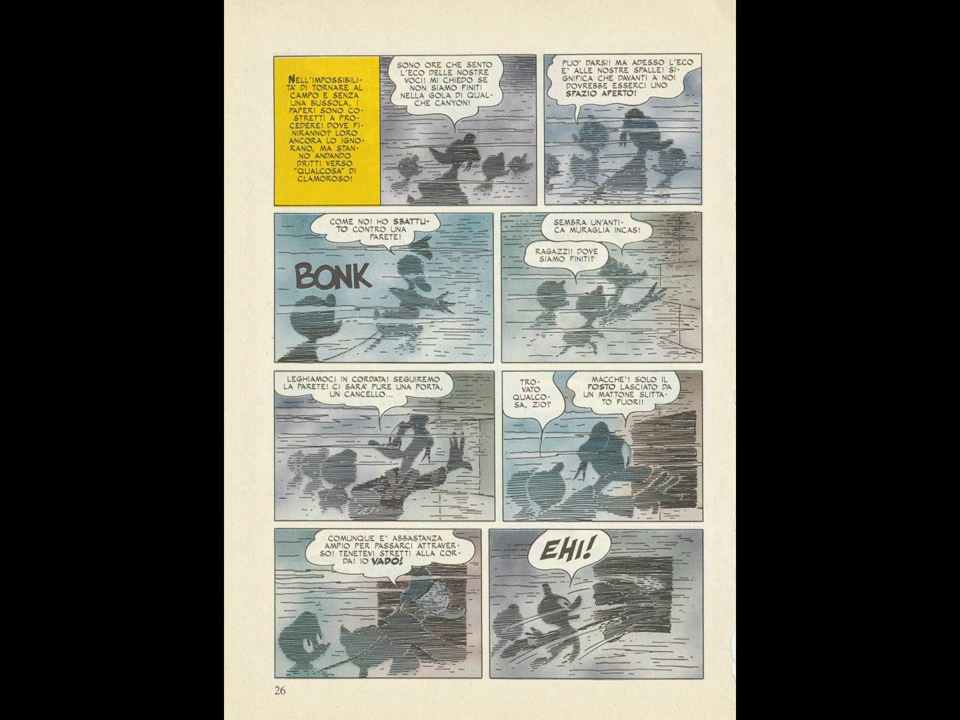 NELL'IMPOSSIBILI-
TA' DI TORNARE AL
CAMPO E SENZA
UNA BUSSOLA, I
PAPERI SONO CO-
STRETTI A PRO-
CEDERE! DOVE FI-
NIRANNO? LORO
ANCORA LO IGNO-
RANO, MA STAN-
NO ANDANDO
DRITTI VERSO
"QUALCOSA" DI
CLAMOROSO!
SONO ORE CHE SENTO
L'ECO DELLE NOSTRE
VOCI! MI CHIEDO SE
NON SIAMO FINITI
NELLA GOLA DI QUAL-
CHE CANYON!
PUO' DARSI! MA ADESSO L'ECO
E' ALLE NOSTRE SPALLE! SI-
GNIFICA CHE DAVANTI A NOI
DOVREBBE ESSERCI UNO
SPAZIO APERTO!
COME NO! HO SBATTU-
TO CONTRO UNA
PARETE!
BONK
SEMBRA UN'ANTI-
CA MURAGLIA INCAS!
RAGAZZI! DOVE
SIAMO FINITI?
LEGHIAMOCI IN CORDATA! SEGUIREMO
LA PARETE! CI SARA' PURE UNA PORTA,
UN CANCELLO...
TRO-
VATO
QUALCO-
SA, ZIO?
MACCHE'! SOLO IL
POSTO LASCIATO DA
UN MATTONE SLITTA-
TO FUORI!
COMUNQUE E' ABBASTANZA
AMPIO PER PASSARCI ATTRAVER-
SO! TENETEVI STRETTI ALLA COR-
DA! IO VADO!
EHI!
26